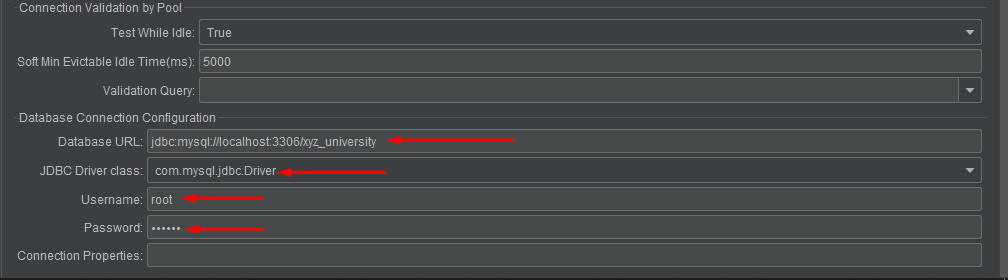 Connection Validation by Pool
Test While Idle: True
Soft Min Evictable Idle Time(ms): 5000
Validation Query:
Database Connection Configuration
Database URL: jdbc:mysql://localhost:3306/xyz_university
JDBC Driver class: com.mysql.jdbc.Driver
Username: root
Password: ••••••
Connection Properties: